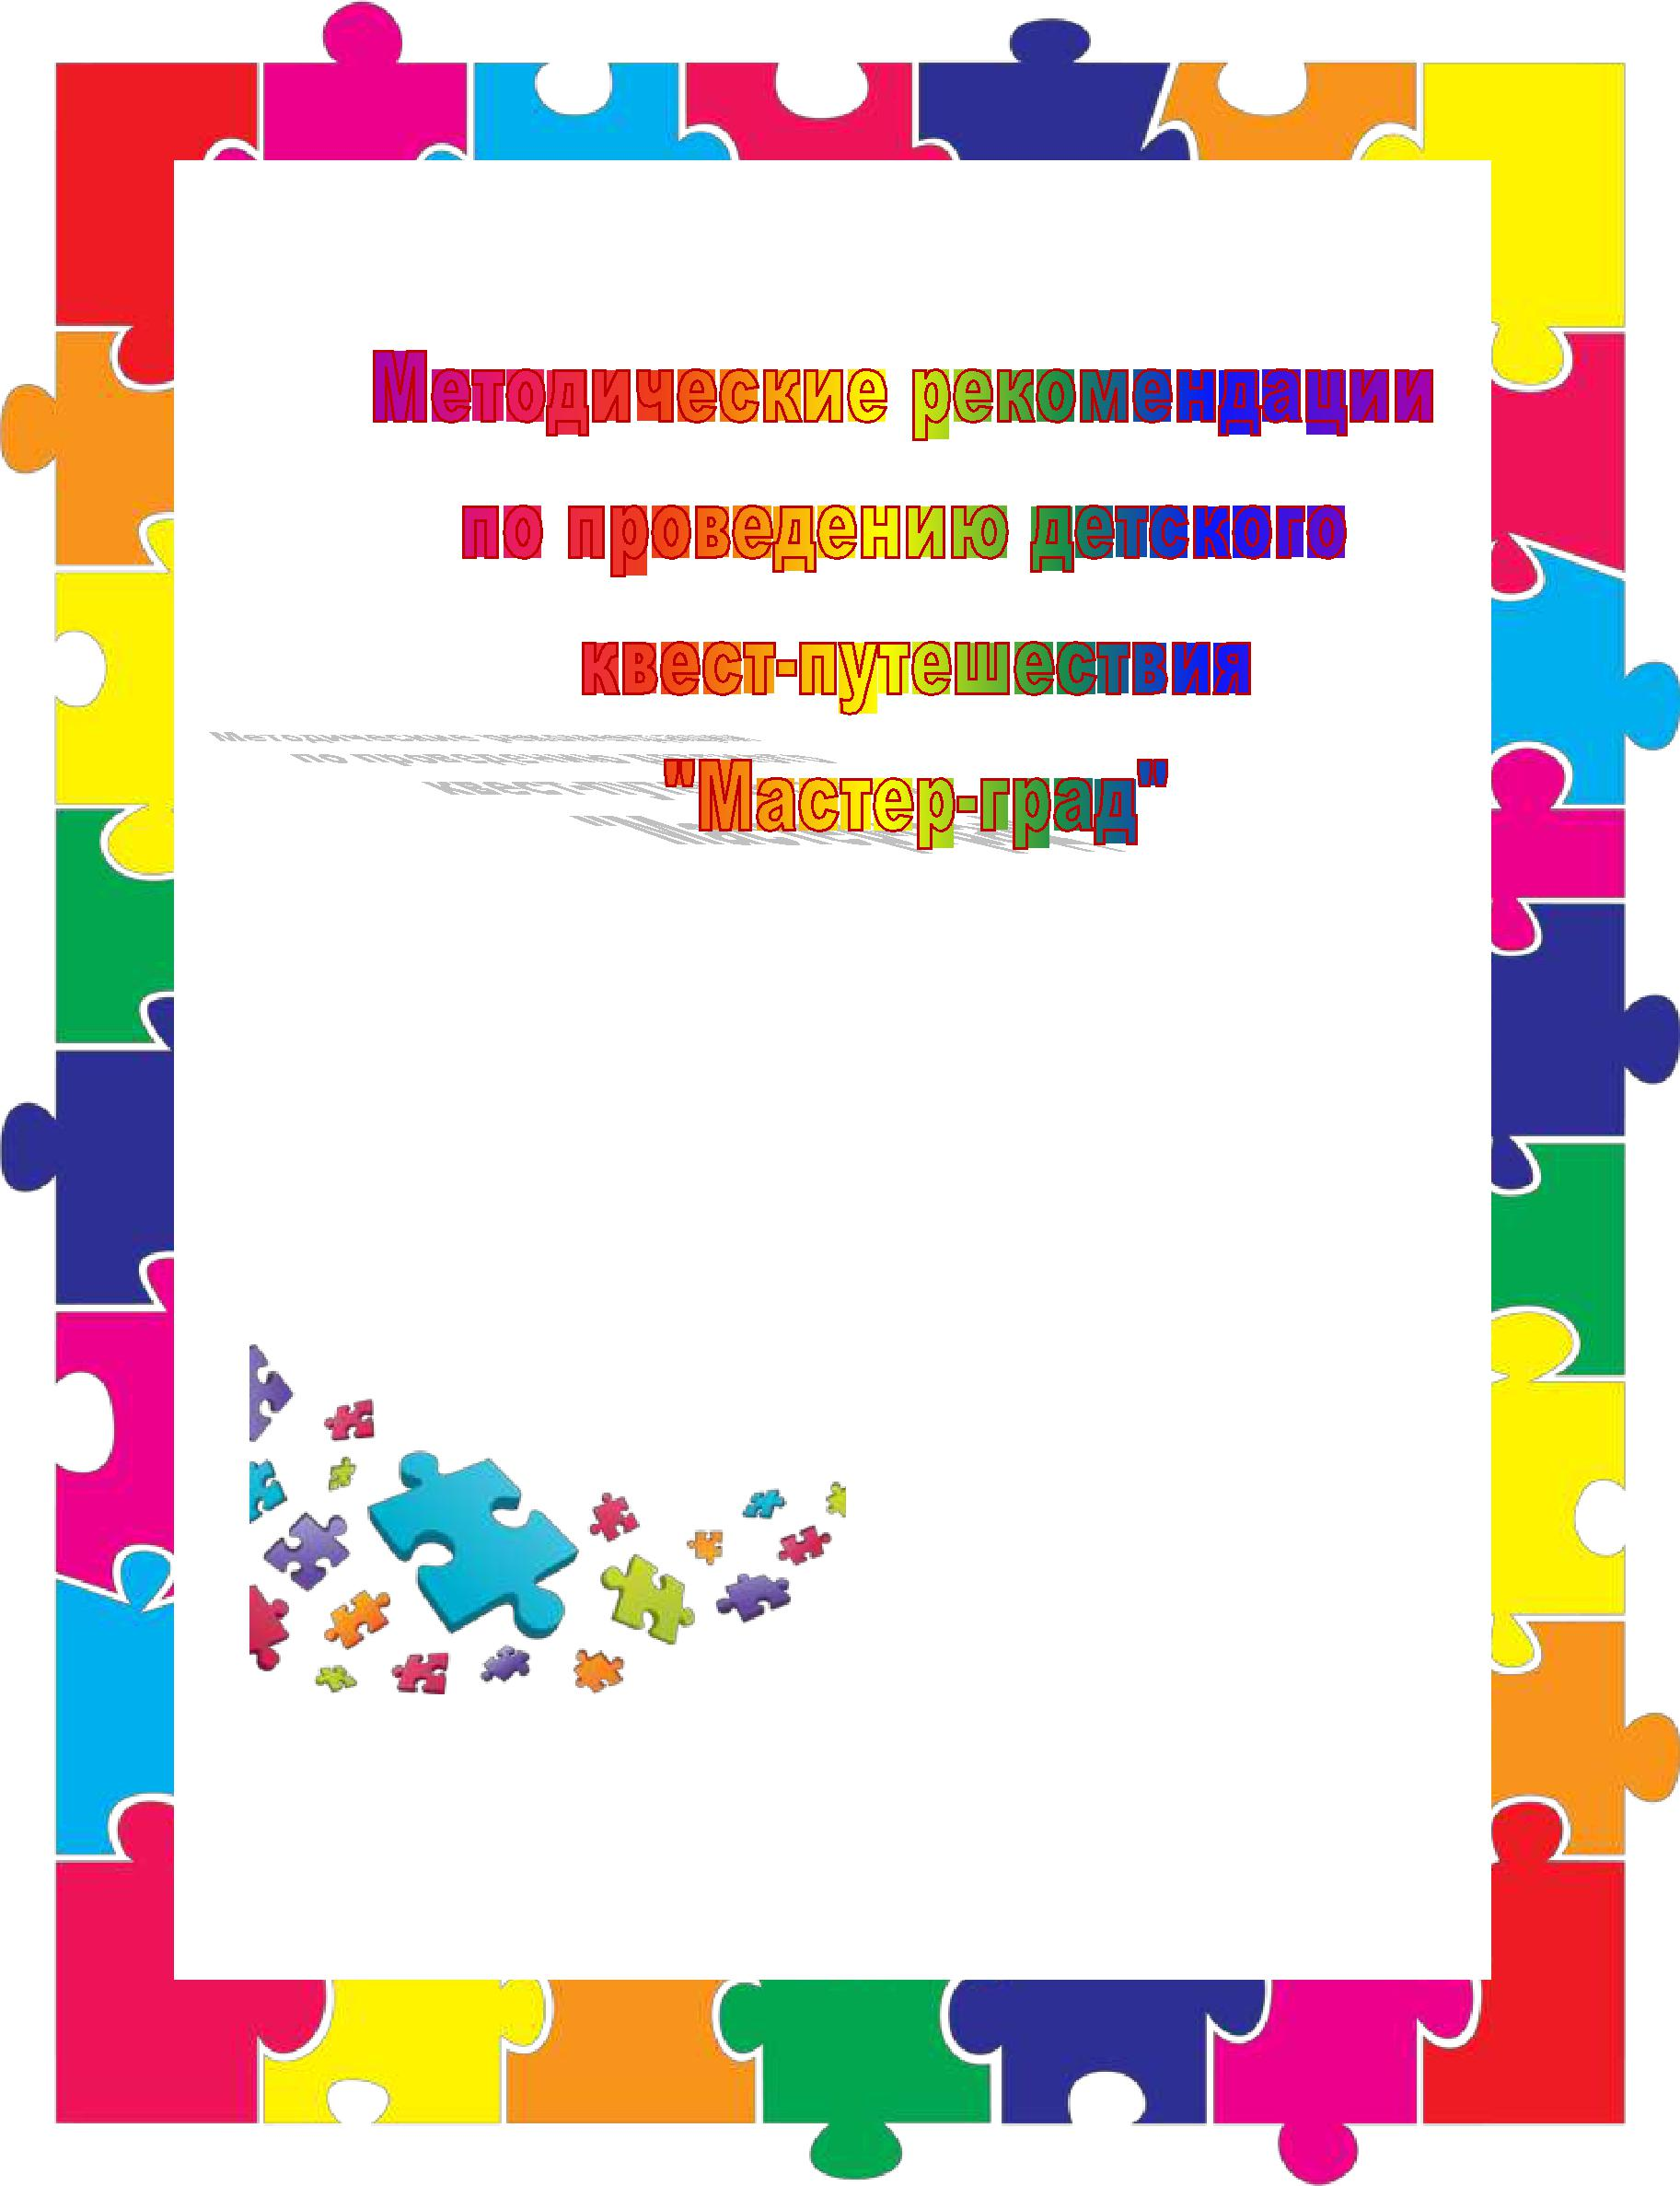 Методические рекомендации
по проведению детского
квест-путешествия
"Мастер-град"